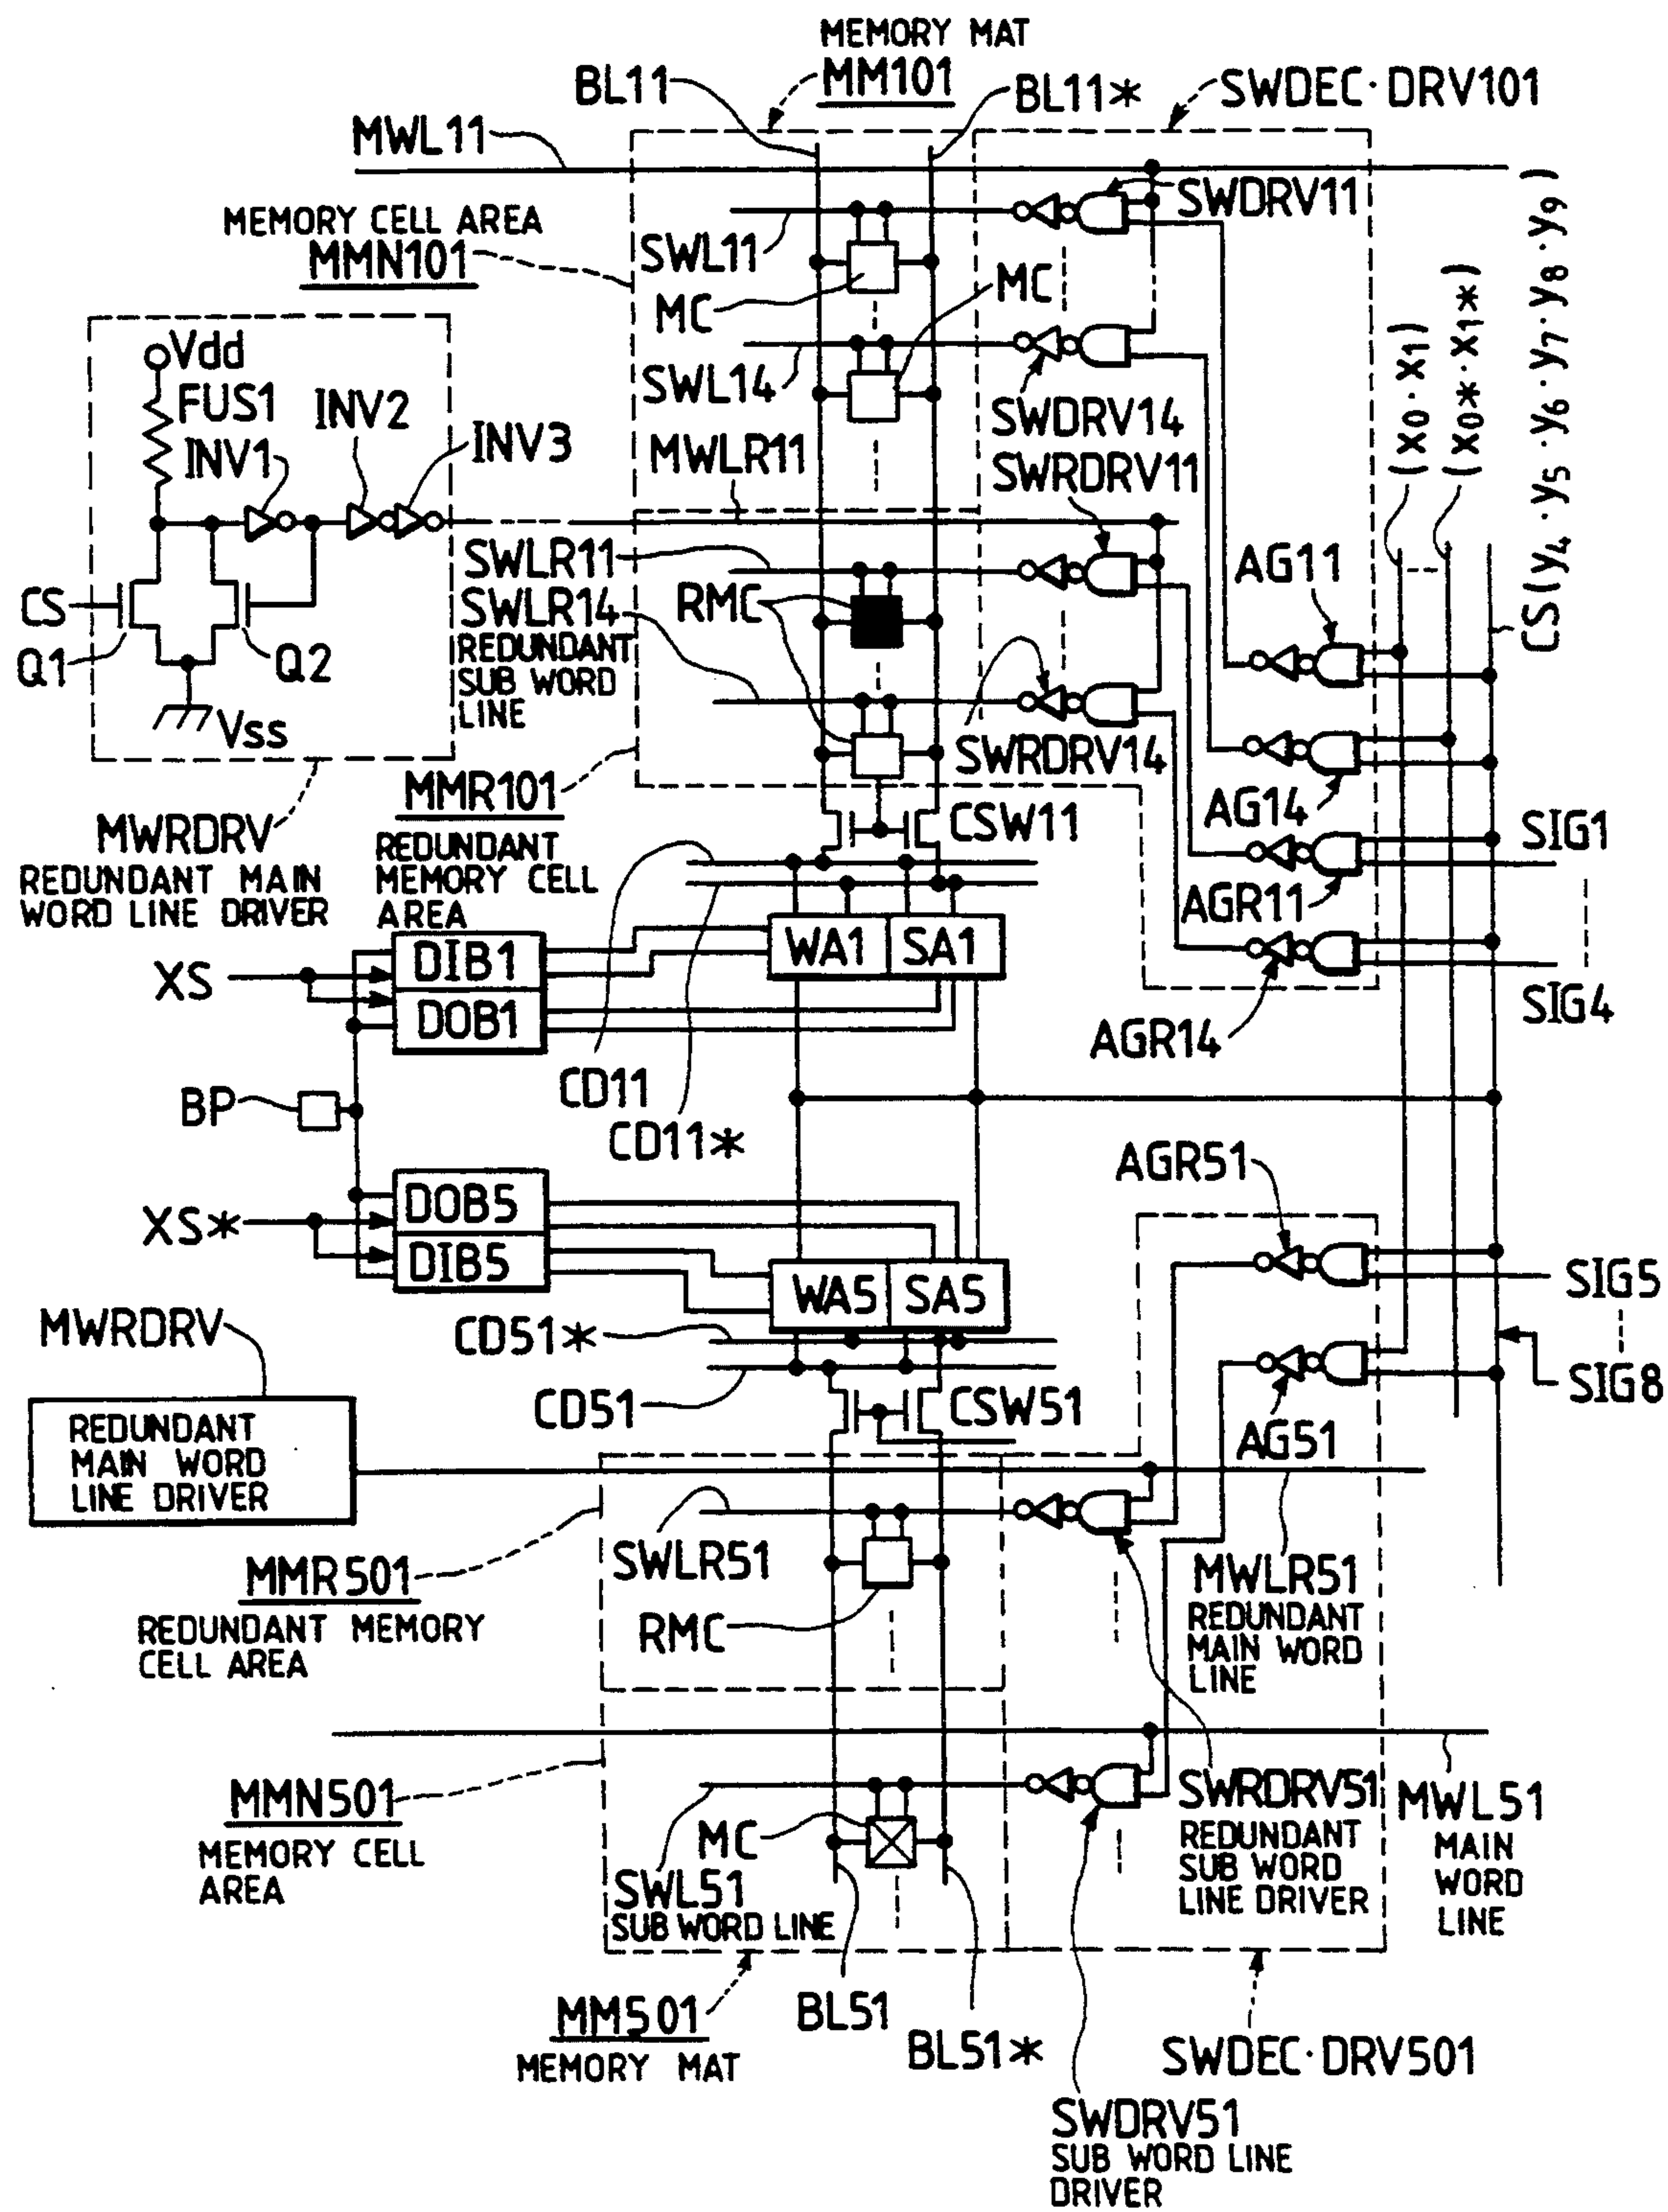 MEMORY MAT
MM101
BL11
BL11*
SWDEC·DRV101
MWL11
SWDRV11
MEMORY CELL AREA
MMN101
SWL11
MC
MC
SWL14
SWDRV14
MWLR11
SWRDRV11
(X0·X1)
(X0*·X1*)
CS(y4·y5·y6·y7·y8·y9)
Vdd
FUS1
INV1
INV2
INV3
CS
Q1
Q2
Vss
SWLR11
SWLR14
REDUNDANT
SUB WORD
LINE
RMC
AG11
SWRDRV14
AG14
MWRDRV
REDUNDANT MAIN
WORD LINE DRIVER
MMR101
REDUNDANT
MEMORY CELL
AREA
CSW11
SIG1
AGR11
SIG4
AGR14
XS
DIB1
DOB1
WA1
SA1
CD11
CD11*
BP
AGR51
XS*
DOB5
DIB5
WA5
SA5
SIG5
SIG8
MWRDRV
CD51*
CD51
CSW51
AG51
REDUNDANT
MAIN WORD
LINE DRIVER
SWLR51
MMR501
REDUNDANT MEMORY
CELL AREA
RMC
MWLR51
REDUNDANT
MAIN WORD
LINE
MMN501
MEMORY CELL
AREA
MC
SWL51
SUB WORD LINE
SWRDRV51
REDUNDANT
SUB WORD
LINE DRIVER
MWL51
MAIN
WORD
LINE
MM501
MEMORY MAT
BL51
BL51*
SWDEC·DRV501
SWDRV51
SUB WORD LINE
DRIVER